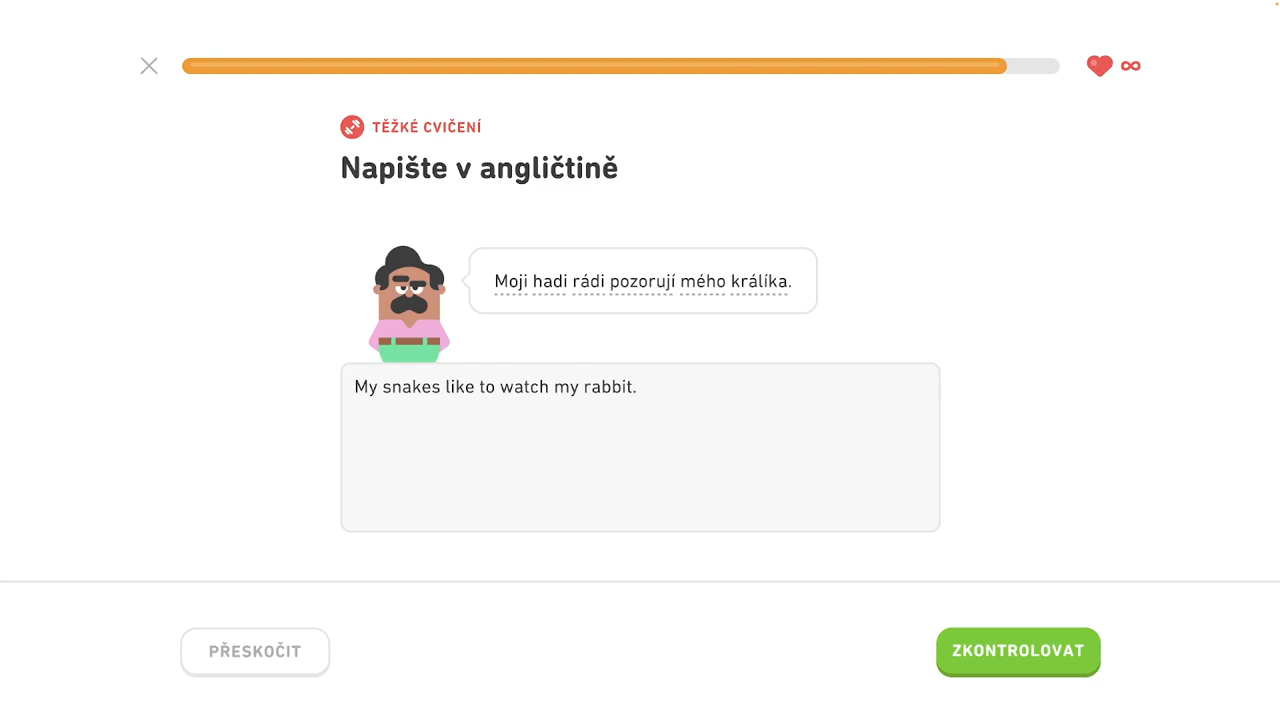 TĚŽKÉ CVIČENÍ
Napište v angličtině
Moji hadi rádi pozorují mého králíka.
My snakes like to watch my rabbit.
PŘESKOČIT
ZKONTROLOVAT